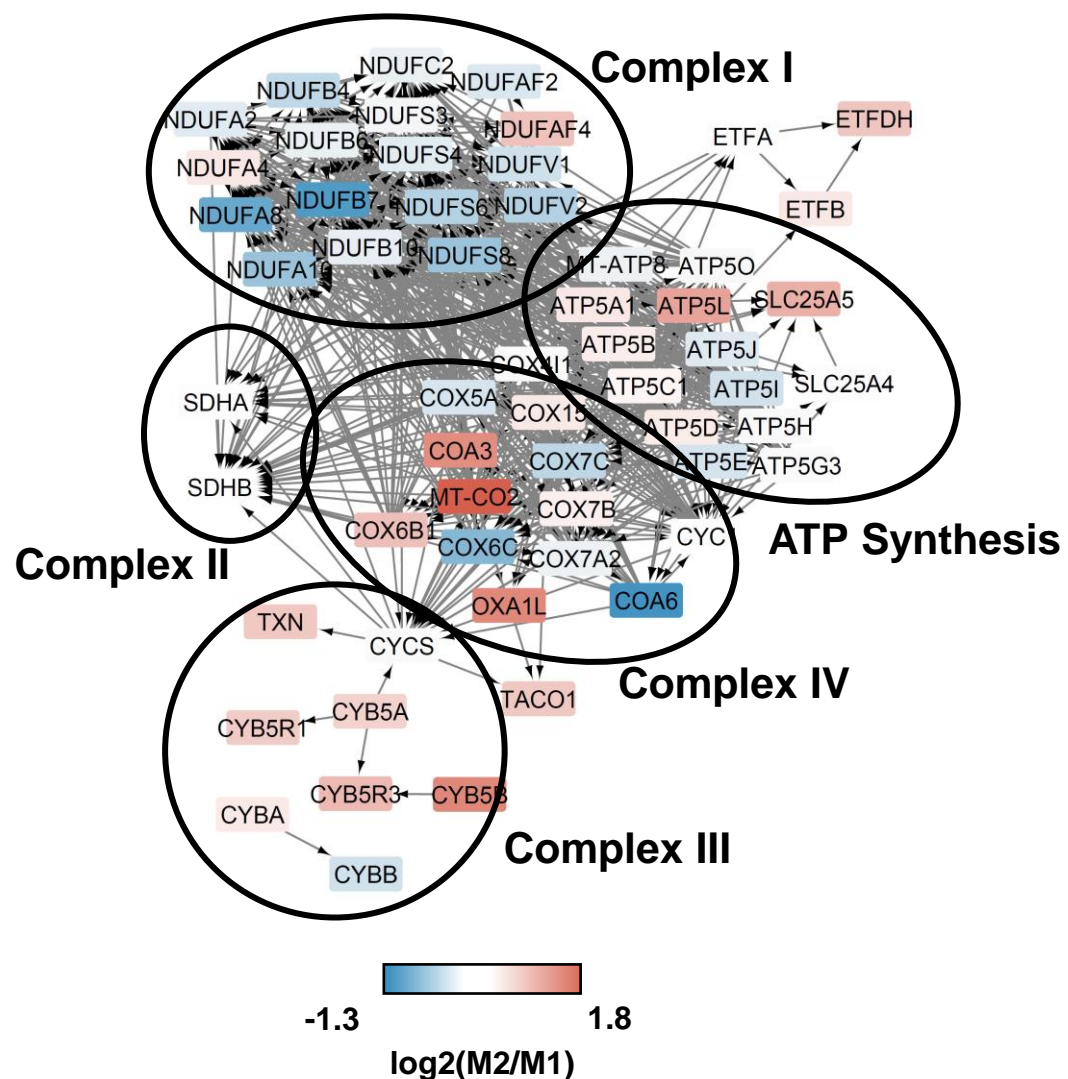 Complex I
NDUFC2
NDUFB4
NDUFAF2
NDUFA2
NDUFS3
NDUFAF4
NDUFB6
NDUFS4
NDUFA4
NDUFV1
NDUFB7
NDUFA8
NDUFS6
NDUFV2
NDUFB10
NDUFS8
NDUFA10
ETFDH
ETFA
ETFB
MT-ATP8
ATP5O
ATP5A1
ATP5L
SLC25A5
ATP5B
ATP5J
COX4I1
ATP5C1
ATP5I
SLC25A4
SDHA
COX5A
COX15
ATP5D
ATP5H
COA3
COX7C
ATP5E
ATP5G3
SDHB
MT-CO2
COX7B
COX6B1
CYC
ATP Synthesis
COX6C
COX7A2
Complex II
OXA1L
COA6
TXN
CYCS
Complex IV
TACO1
CYB5A
CYB5R1
CYB5R3
CYB5B
CYBA
Complex III
CYBB
-1.3
1.8
log2(M2/M1)